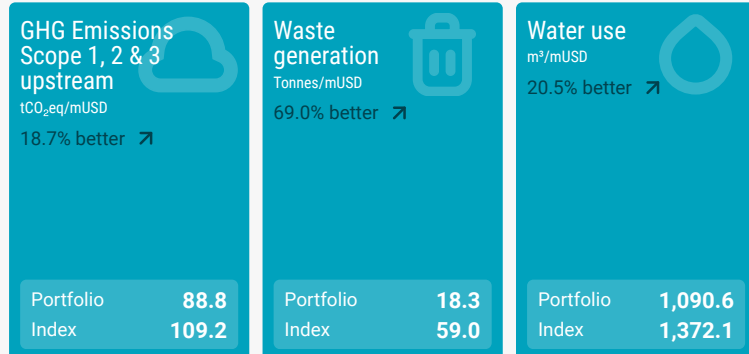 GHG Emissions
Scope 1, 2 & 3
upstream
tCO₂eq/mUSD
18.7% better
Portfolio 88.8
Index 109.2
Waste
generation
Tonnes/mUSD
69.0% better
Portfolio 18.3
Index 59.0
Water use
m³/mUSD
20.5% better
Portfolio 1,090.6
Index 1,372.1